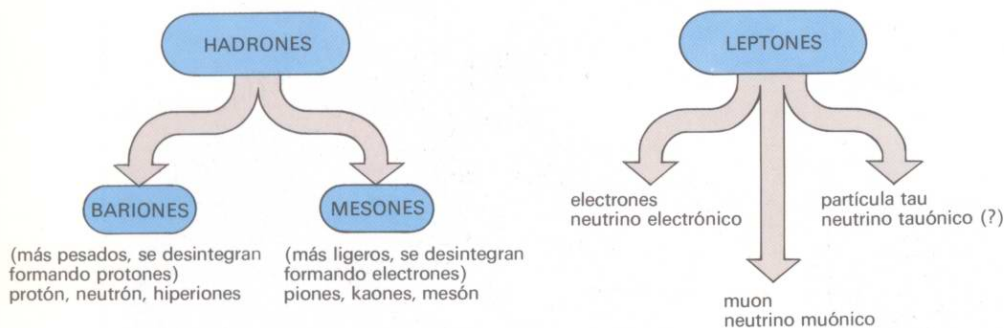 HADRONES
LEPTONES
BARIONES
MESONES
(más pesados, se desintegran
formando protones)
protón, neutrón, hiperiones
(más ligeros, se desintegran
formando electrones)
piones, kaones, mesón
electrones
neutrino electrónico
partícula tau
neutrino tauónico (?)
muon
neutrino muónico